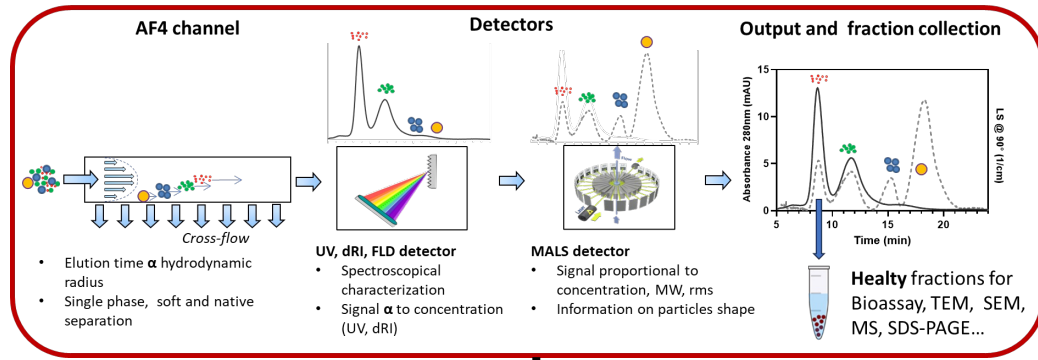 AF4 channel
Cross-flow
• Elution time α hydrodynamic
radius
• Single phase, soft and native
separation
Detectors
UV, dRI, FLD detector
• Spectroscopical
characterization
• Signal α to concentration
(UV, dRI)
MALS detector
• Signal proportional to
concentration, MW, rms
• Information on particles shape
Output and fraction collection
Absorbance 280nm (mAU)
15
10
5
0
5
10
15
20
Time (min)
LS @ 90° (1/cm)
Healty fractions for
Bioassay, TEM, SEM,
MS, SDS-PAGE...